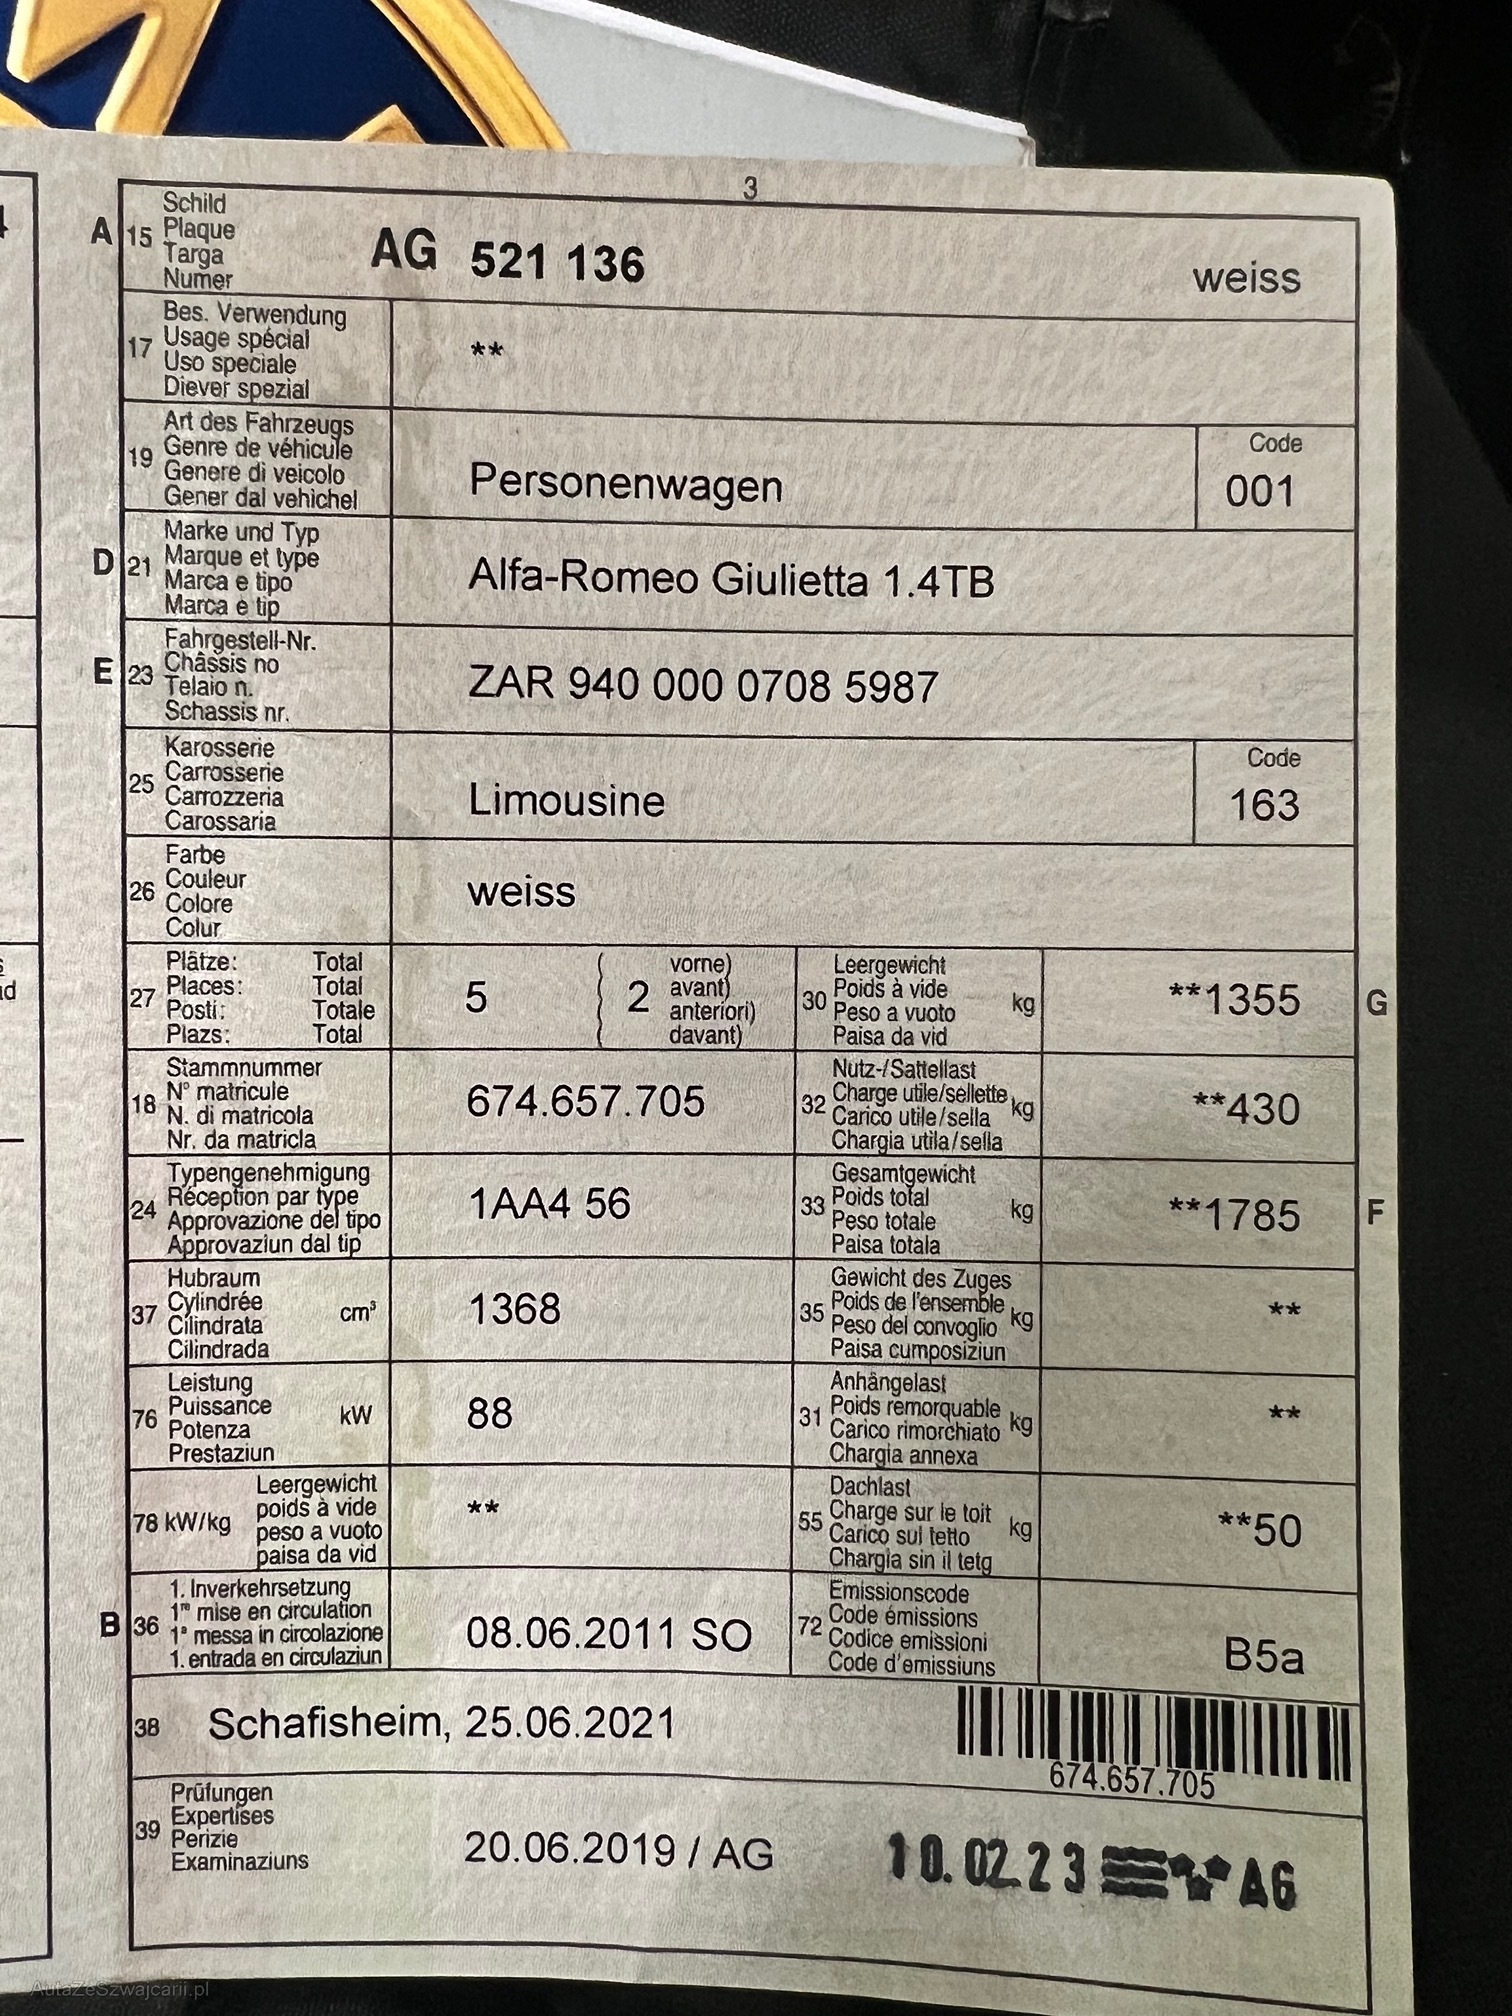 3
A 15 Schild
Plaque
Targa
Numer
AG 521 136 weiss
17 Bes. Verwendung
Usage spécial
Uso speciale
Diever spezial
**
19 Art des Fahrzeugs
Genre de véhicule
Genere di veicolo
Gener dal vehichel
Personenwagen
Code
001
D 21 Marke und Typ
Marque et type
Marca e tipo
Marca e tip
Alfa-Romeo Giulietta 1.4TB
E 23 Fahrgestell-Nr.
Châssis no
Telaio n.
Schassis nr.
ZAR 940 000 0708 5987
25 Karosserie
Carrosserie
Carrozzeria
Carossaria
Limousine
Code
163
26 Farbe
Couleur
Colore
Colur
weiss
27 Plätze: Total
Places: Total
Posti: Totale
Plazs: Total
5 ( 2 vorne)
avant)
anteriori)
davant)
30 Leergewicht
Poids à vide
Peso a vuoto
Paisa da vid
kg
**1355 G
18 Stammnummer
N° matricule
N. di matricola
Nr. da matricla
674.657.705
32 Nutz-/Sattellast
Charge utile/sellette
Carico utile/sella
Chargia utila/sella
kg
**430
24 Typengenehmigung
Réception par type
Approvazione del tipo
Approvaziun dal tip
1AA4 56
33 Gesamtgewicht
Poids total
Peso totale
Paisa totala
kg
**1785 F
37 Hubraum
Cylindrée
Cilindrata
Cilindrada
cm³
1368
35 Gewicht des Zuges
Poids de l'ensemble
Peso del convoglio
Paisa cumposiziun
kg
**
76 Leistung
Puissance
Potenza
Prestaziun
kW
88
31 Anhängelast
Poids remorquable
Carico rimorchiato
Chargia annexa
kg
**
78 kW/kg Leergewicht
poids à vide
peso a vuoto
paisa da vid
**
55 Dachlast
Charge sur le toit
Carico sul tetto
Chargia sin il tetg
kg
**50
B 36 1. Inverkehrsetzung
1re mise en circulation
1a messa in circolazione
1. entrada en circulaziun
08.06.2011 SO
72 Emissionscode
Code émissions
Codice emissioni
Code d'emissiuns
B5a
38 Schafisheim, 25.06.2021
674.657.705
39 Prüfungen
Expertises
Perizie
Examinaziuns
20.06.2019 / AG
10.02.23 AG
AutaZeSzwajcarii.pl